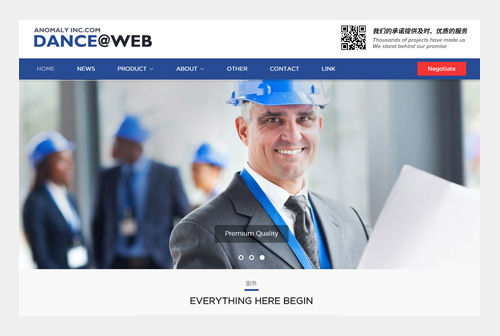 ANOMALY INC.COM
DANCE@WEB
我们的承诺提供及时、优质的服务
Thousands of projects have made us
We stand behind our promise
HOME NEWS PRODUCT ABOUT OTHER CONTACT LINK Negotiate
Premium Quality
服务
EVERYTHING HERE BEGIN